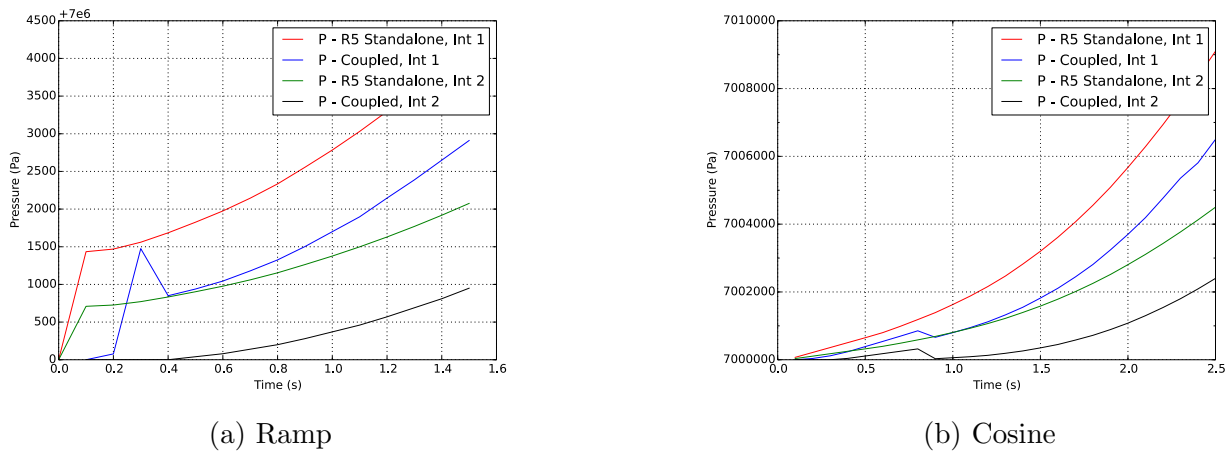 +7e6
4500
4000
3500
3000
2500
2000
1500
1000
500
0
Pressure (Pa)
P - R5 Standalone, Int 1
P - Coupled, Int 1
P - R5 Standalone, Int 2
P - Coupled, Int 2
0.0 0.2 0.4 0.6 0.8 1.0 1.2 1.4 1.6
Time (s)
(a) Ramp
7010000
7008000
7006000
7004000
7002000
7000000
Pressure (Pa)
P - R5 Standalone, Int 1
P - Coupled, Int 1
P - R5 Standalone, Int 2
P - Coupled, Int 2
0.0 0.5 1.0 1.5 2.0 2.5
Time (s)
(b) Cosine